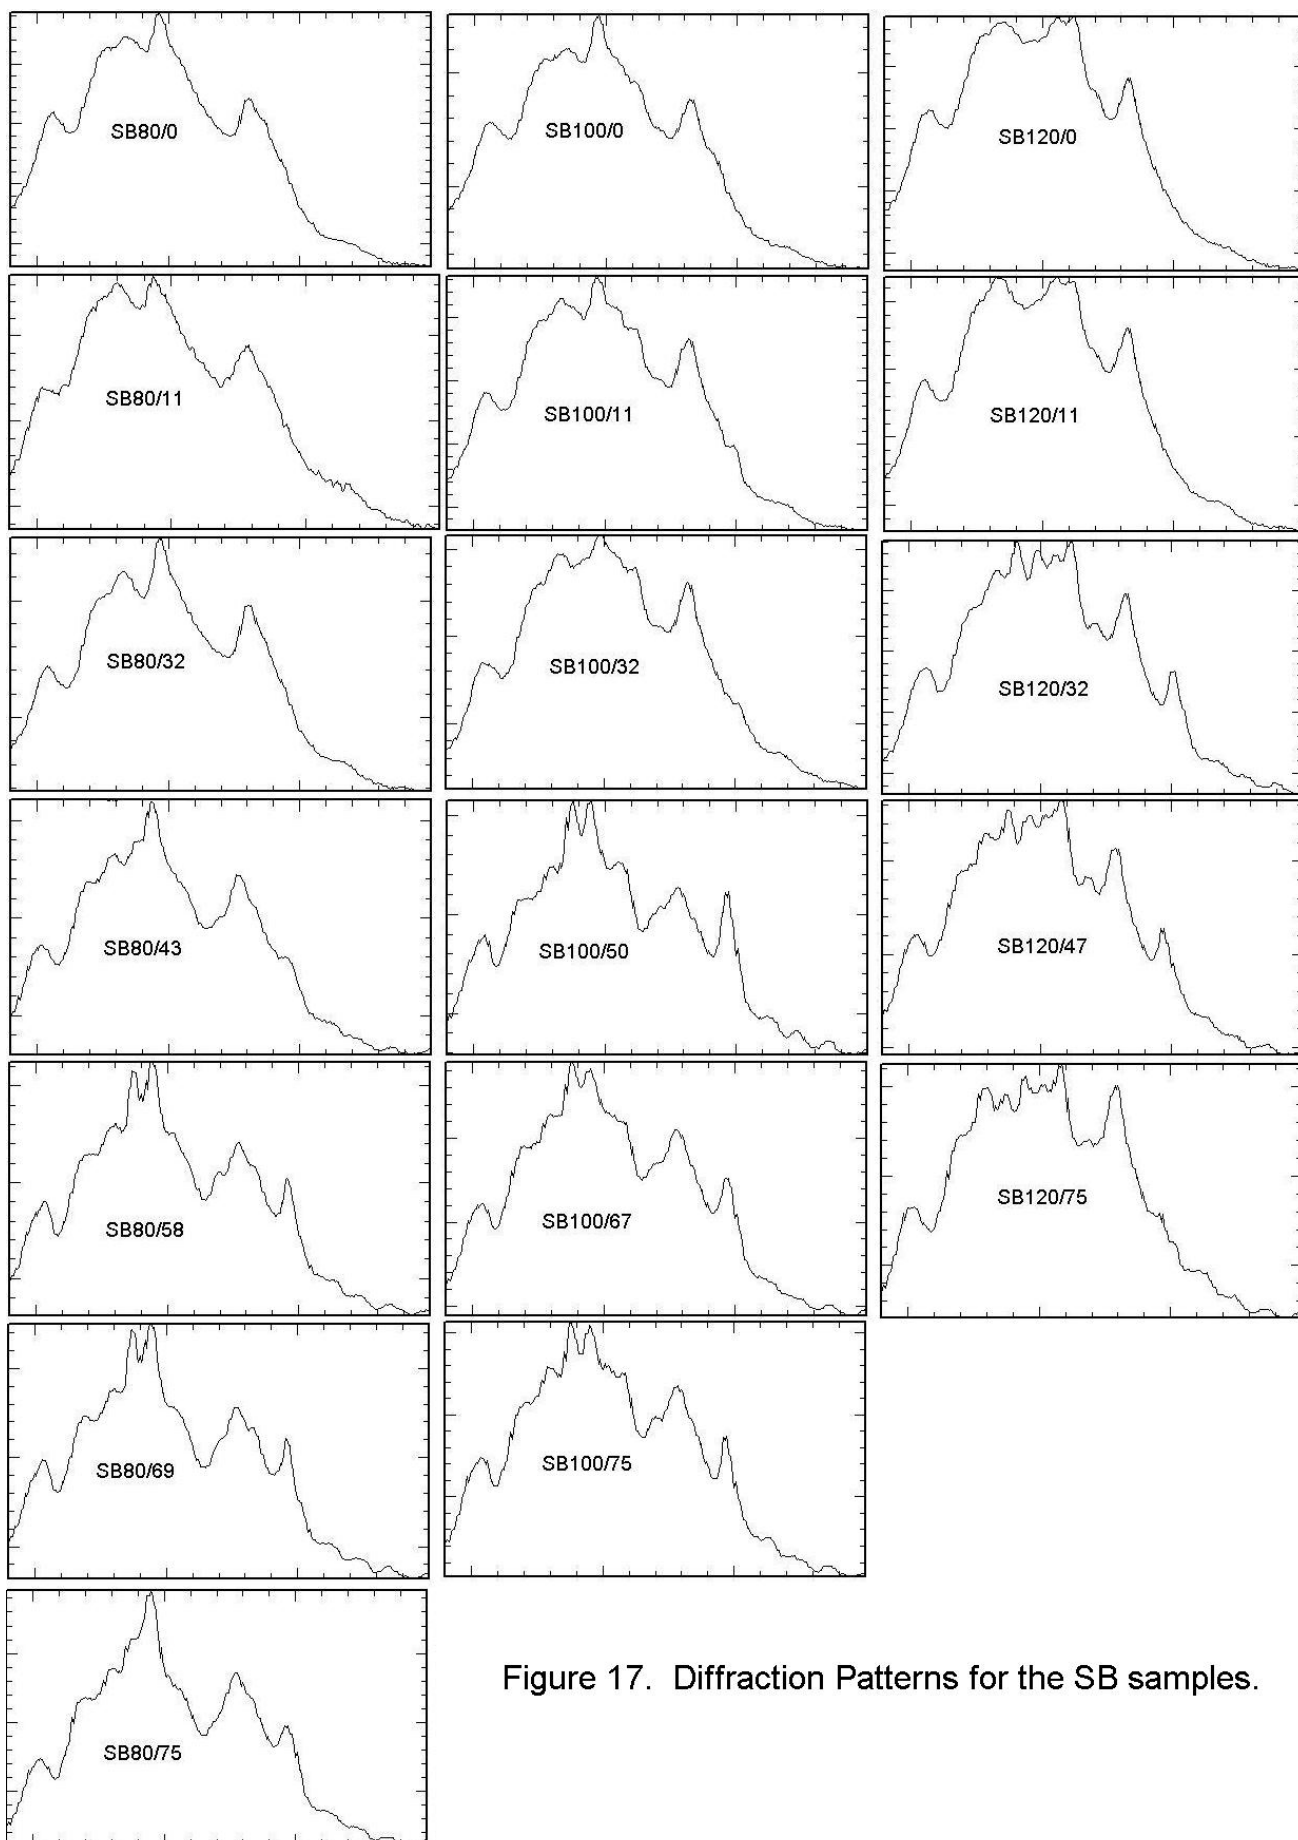 SB80/0
SB100/0
SB120/0
SB80/11
SB100/11
SB120/11
SB80/32
SB100/32
SB120/32
SB80/43
SB100/50
SB120/47
SB80/58
SB100/67
SB120/75
SB80/69
SB100/75
SB80/75
Figure 17. Diffraction Patterns for the SB samples.